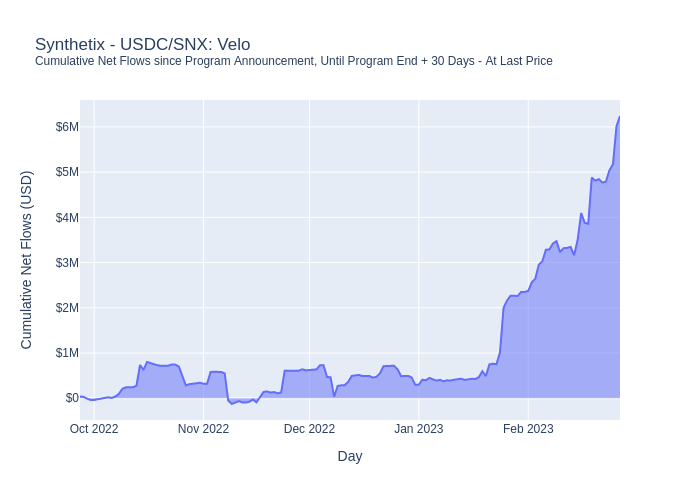 Synthetix - USDC/SNX: Velo
Cumulative Net Flows since Program Announcement, Until Program End + 30 Days - At Last Price
Cumulative Net Flows (USD)
$6M
$5M
$4M
$3M
$2M
$1M
$0
Oct 2022
Nov 2022
Dec 2022
Jan 2023
Feb 2023
Day